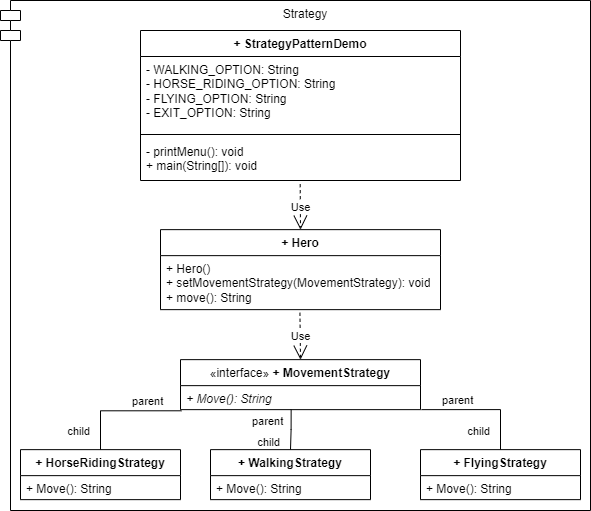 Strategy
+ StrategyPatternDemo
- WALKING_OPTION: String
- HORSE_RIDING_OPTION: String
- FLYING_OPTION: String
- EXIT_OPTION: String
- printMenu(): void
+ main(String[]): void
Use
+ Hero
+ Hero()
+ setMovementStrategy(MovementStrategy): void
+ move(): String
Use
«interface» + MovementStrategy
+ Move(): String
parent
parent
parent
child
child
child
+ HorseRidingStrategy
+ Move(): String
+ WalkingStrategy
+ Move(): String
+ FlyingStrategy
+ Move(): String